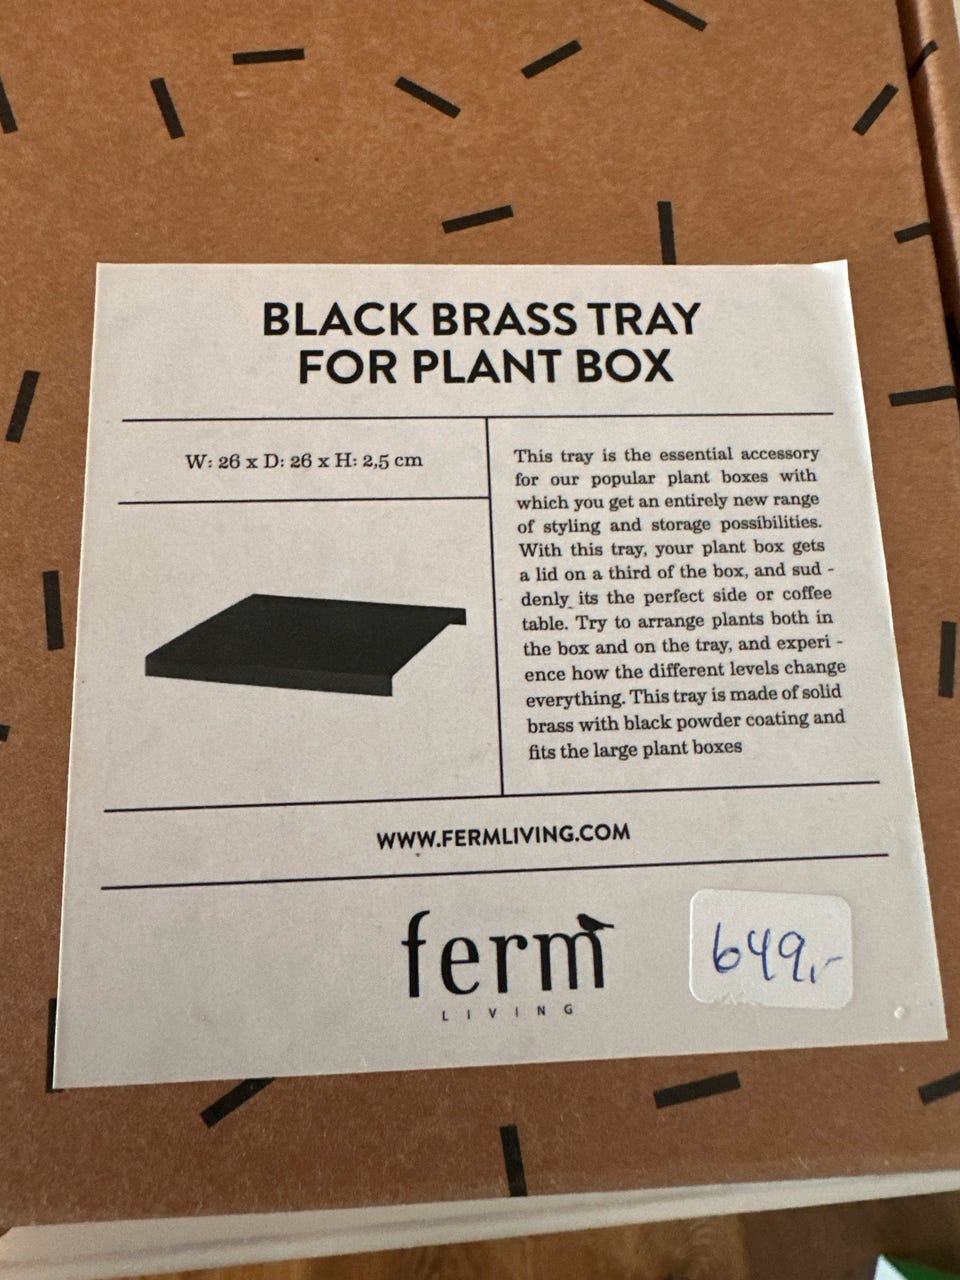 BLACK BRASS TRAY
FOR PLANT BOX
W: 26 x D: 26 x H: 2,5 cm
This tray is the essential accessory
for our popular plant boxes with
which you get an entirely new range
of styling and storage possibilities.
With this tray, your plant box gets
a lid on a third of the box, and sud -
denly its the perfect side or coffee
table. Try to arrange plants both in
the box and on the tray, and experi -
ence how the different levels change
everything. This tray is made of solid
brass with black powder coating and
fits the large plant boxes
WWW.FERMLIVING.COM
ferm
LIVING
649,-